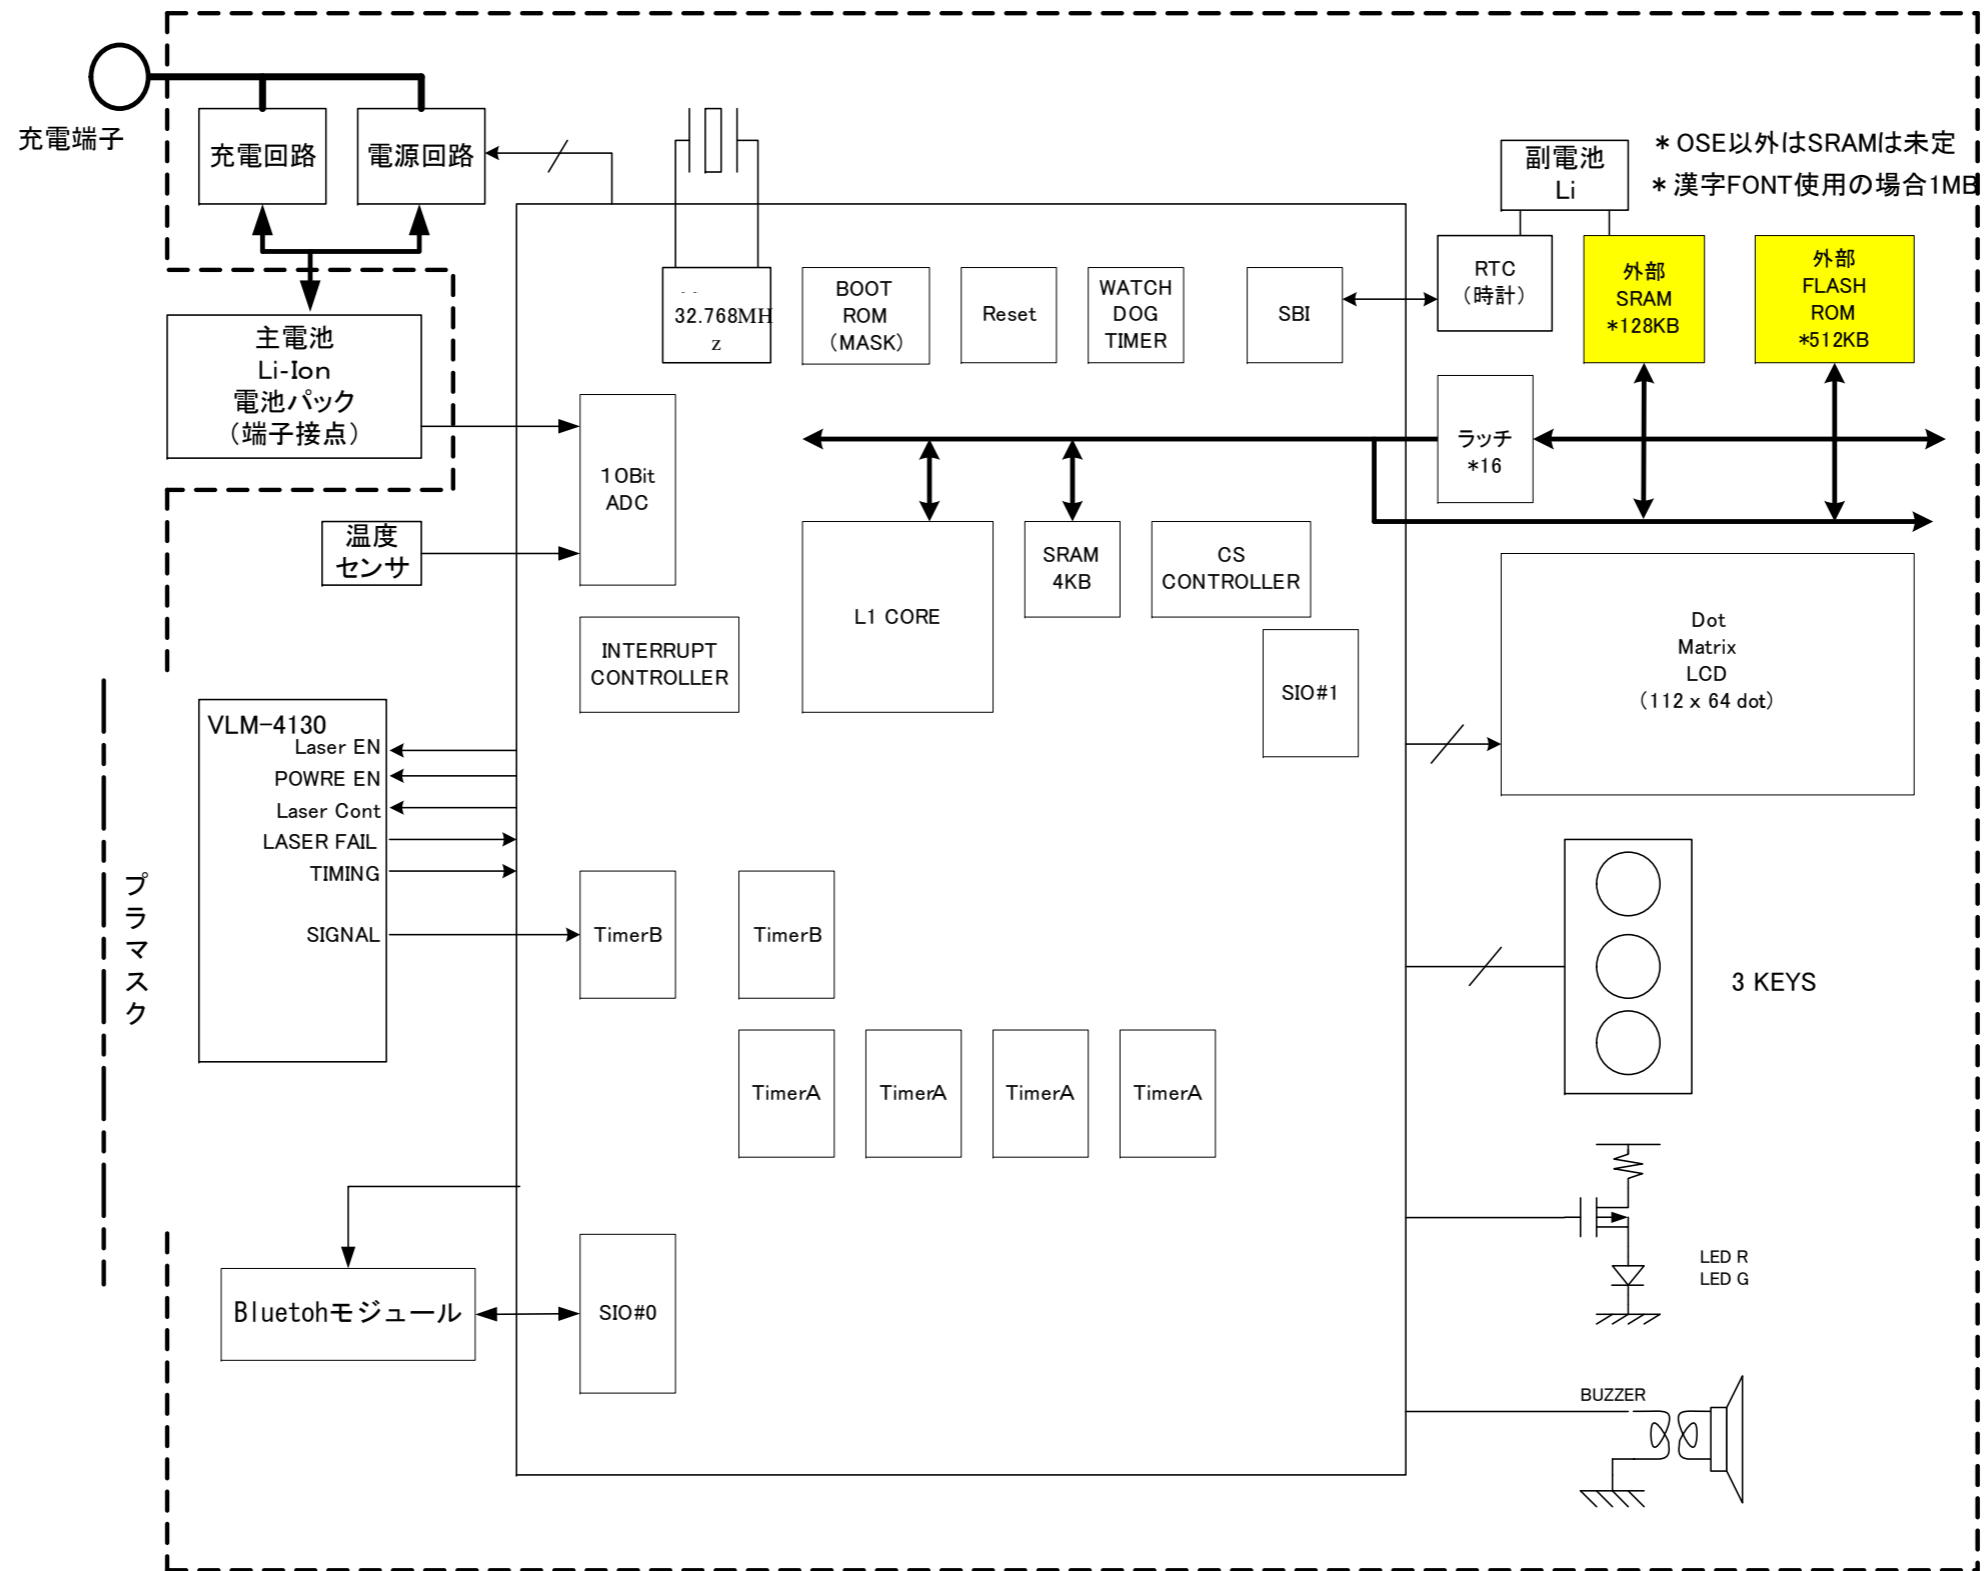 充電端子
充電回路
電源回路
副電池
Li
*OSE以外はSRAMは未定
*漢字FONT使用の場合1MB
主電池
Li-Ion
電池パック
(端子接点)
32.768MH
z
BOOT
ROM
(MASK)
Reset
WATCH
DOG
TIMER
SBI
RTC
(時計)
外部
SRAM
*128KB
外部
FLASH
ROM
*512KB
10Bit
ADC
ラッチ
*16
温度
センサ
L1 CORE
SRAM
4KB
CS
CONTROLLER
INTERRUPT
CONTROLLER
SIO#1
Dot
Matrix
LCD
(112 x 64 dot)
VLM-4130
Laser EN
POWRE EN
Laser Cont
LASER FAIL
TIMING
SIGNAL
プラマスク
TimerB
TimerB
3 KEYS
TimerA
TimerA
TimerA
TimerA
LED R
LED G
Bluetohモジュール
SIO#0
BUZZER